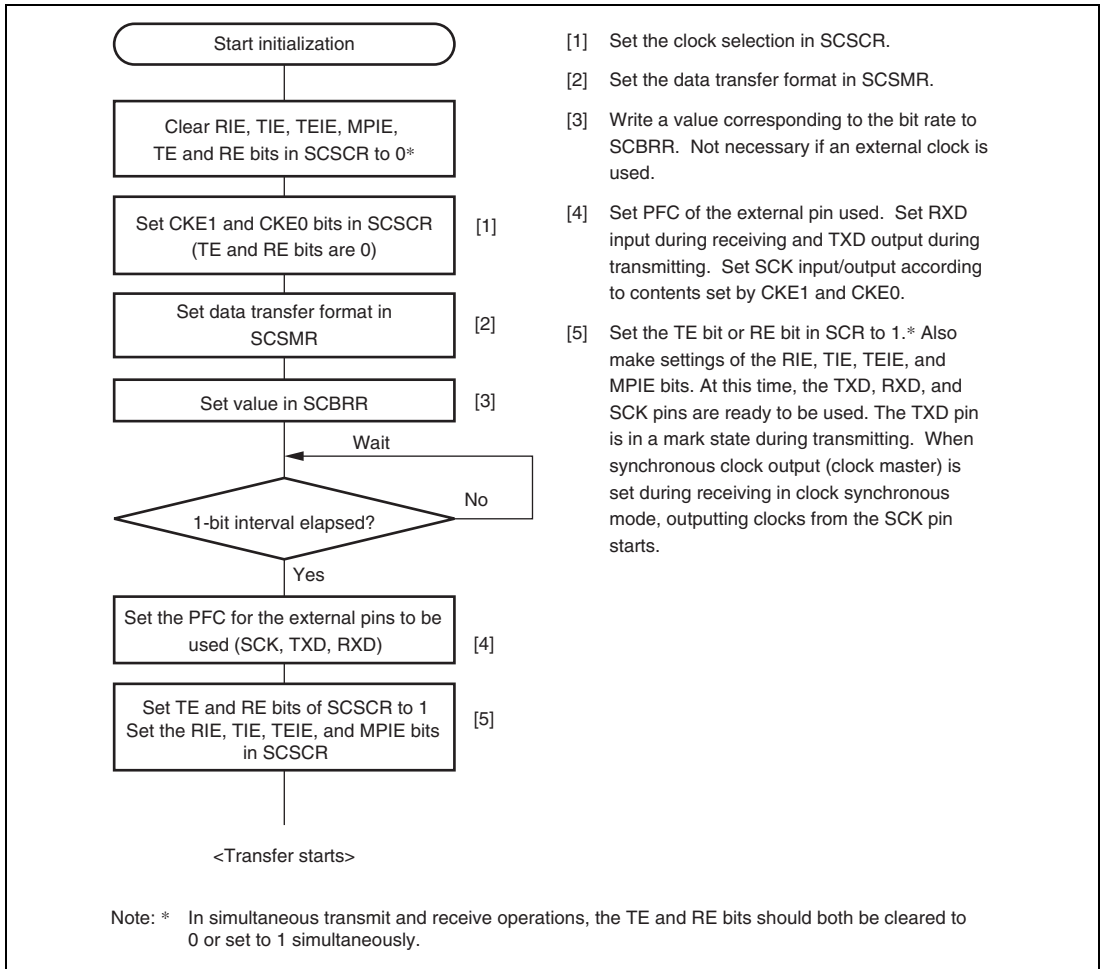 Start initialization
Clear RIE, TIE, TEIE, MPIE,
TE and RE bits in SCSCR to 0*
Set CKE1 and CKE0 bits in SCSCR
(TE and RE bits are 0)
[1]
Set data transfer format in
SCSMR
[2]
Set value in SCBRR
[3]
Wait
No
1-bit interval elapsed?
Yes
Set the PFC for the external pins to be
used (SCK, TXD, RXD)
[4]
Set TE and RE bits of SCSCR to 1
Set the RIE, TIE, TEIE, and MPIE bits
in SCSCR
[5]
<Transfer starts>
[1] Set the clock selection in SCSCR.
[2] Set the data transfer format in SCSMR.
[3] Write a value corresponding to the bit rate to
SCBRR. Not necessary if an external clock is
used.
[4] Set PFC of the external pin used. Set RXD
input during receiving and TXD output during
transmitting. Set SCK input/output according
to contents set by CKE1 and CKE0.
[5] Set the TE bit or RE bit in SCR to 1.* Also
make settings of the RIE, TIE, TEIE, and
MPIE bits. At this time, the TXD, RXD, and
SCK pins are ready to be used. The TXD pin
is in a mark state during transmitting. When
synchronous clock output (clock master) is
set during receiving in clock synchronous
mode, outputting clocks from the SCK pin
starts.
Note: * In simultaneous transmit and receive operations, the TE and RE bits should both be cleared to
0 or set to 1 simultaneously.